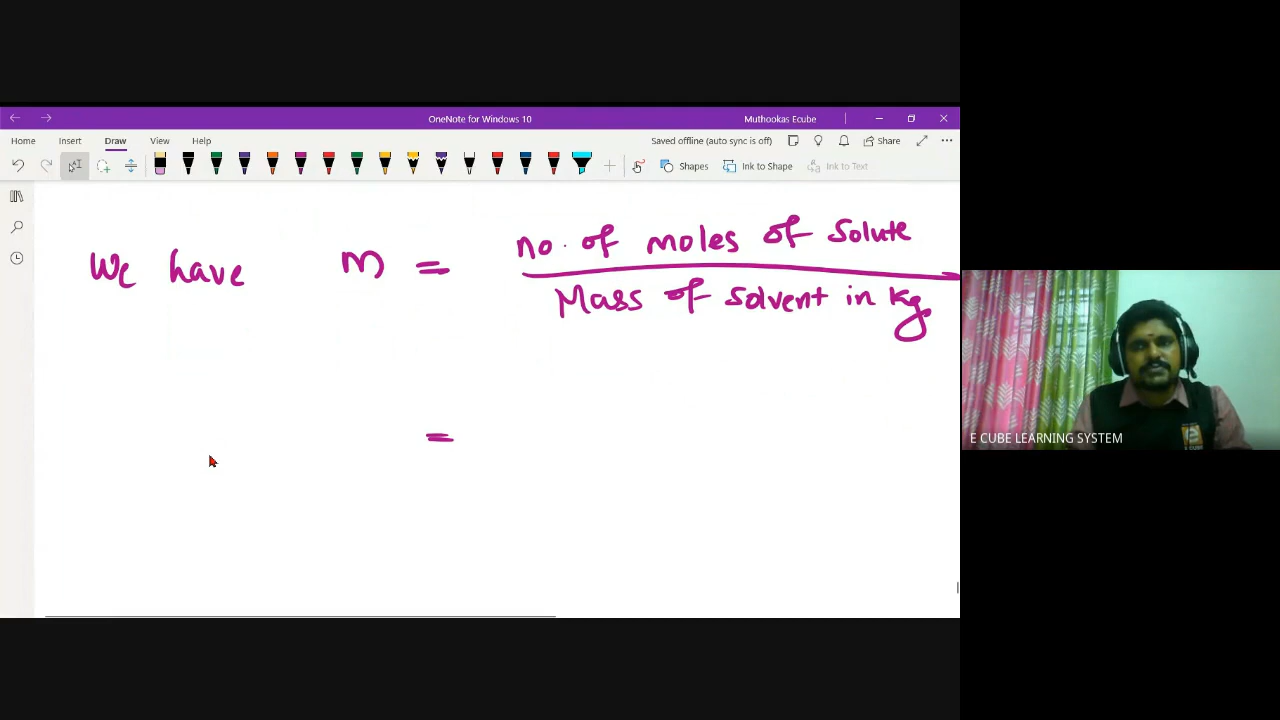 OneNote for Windows 10
Muthookas Ecube
Home Insert Draw View Help
Saved offline (auto sync is off)
Share
Shapes
Ink to Shape
Ink to Text
We have m = no. of moles of solute
Mass of solvent in kg
=
E CUBE LEARNING SYSTEM